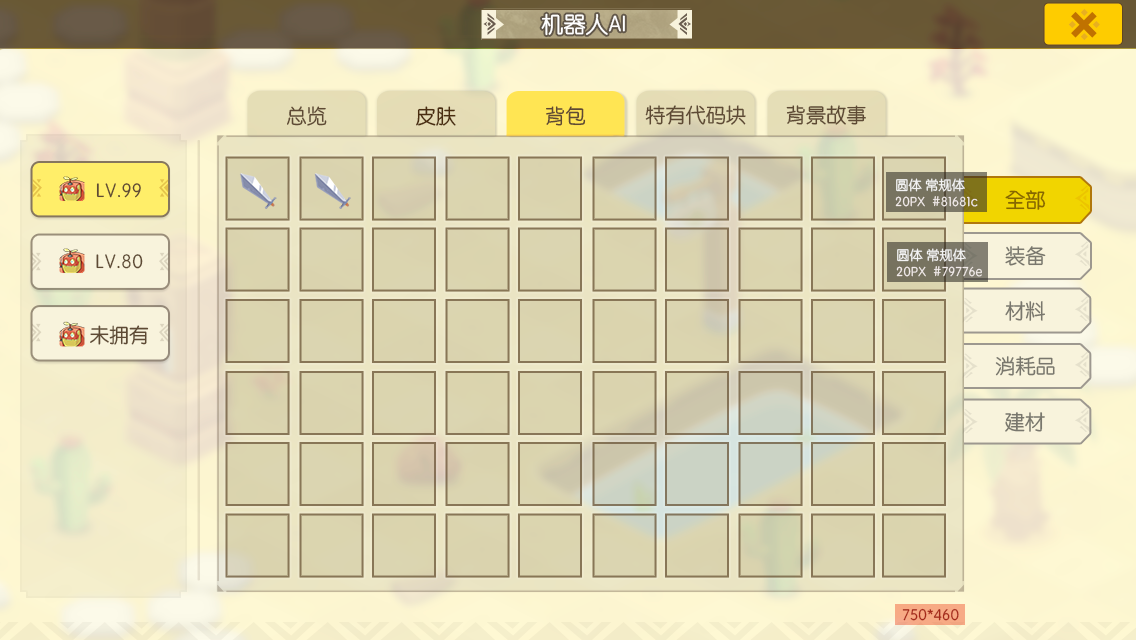 机器人AI
总览
皮肤
背包
特有代码块
背景故事
LV.99
LV.80
未拥有
圆体 常规体
20PX #81681c
全部
圆体 常规体
20PX #79776e
装备
材料
消耗品
建材
750*460